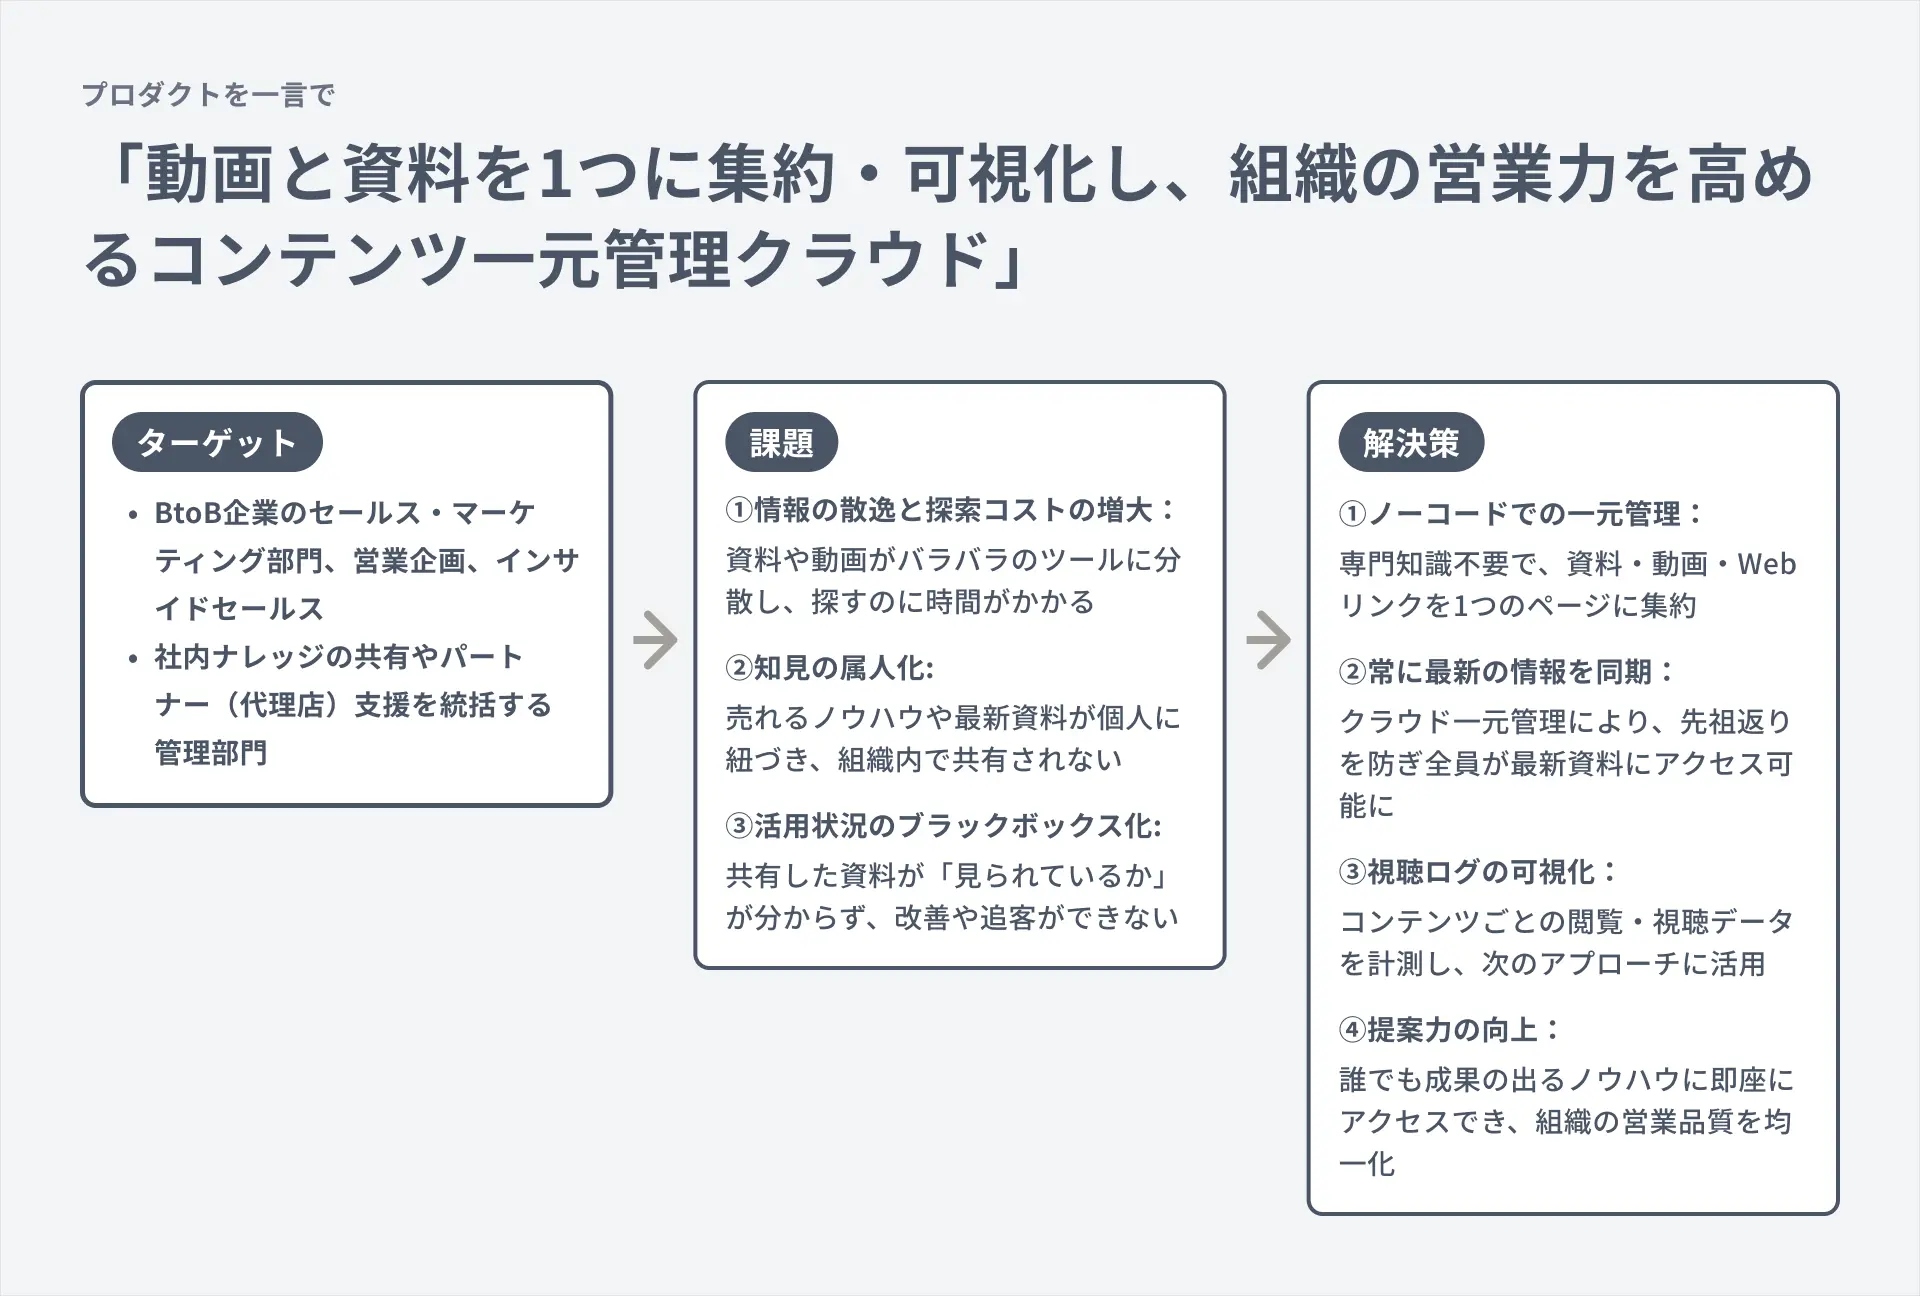 プロダクトを一言で
「動画と資料を1つに集約・可視化し、組織の営業力を高め
るコンテンツ一元管理クラウド」
ターゲット
• BtoB企業のセールス・マーケ
ティング部門、営業企画、インサ
イドセールス
• 社内ナレッジの共有やパート
ナー（代理店）支援を統括する
管理部門
課題
①情報の散逸と探索コストの増大：
資料や動画がバラバラのツールに分
散し、探すのに時間がかかる
②知見の属人化:
売れるノウハウや最新資料が個人に
紐づき、組織内で共有されない
③活用状況のブラックボックス化:
共有した資料が「見られているか」
が分からず、改善や追客ができない
解決策
①ノーコードでの一元管理：
専門知識不要で、資料・動画・Web
リンクを1つのページに集約
②常に最新の情報を同期：
クラウド一元管理により、先祖返り
を防ぎ全員が最新資料にアクセス可
能に
③視聴ログの可視化：
コンテンツごとの閲覧・視聴データ
を計測し、次のアプローチに活用
④提案力の向上：
誰でも成果の出るノウハウに即座に
アクセスでき、組織の営業品質を均
一化